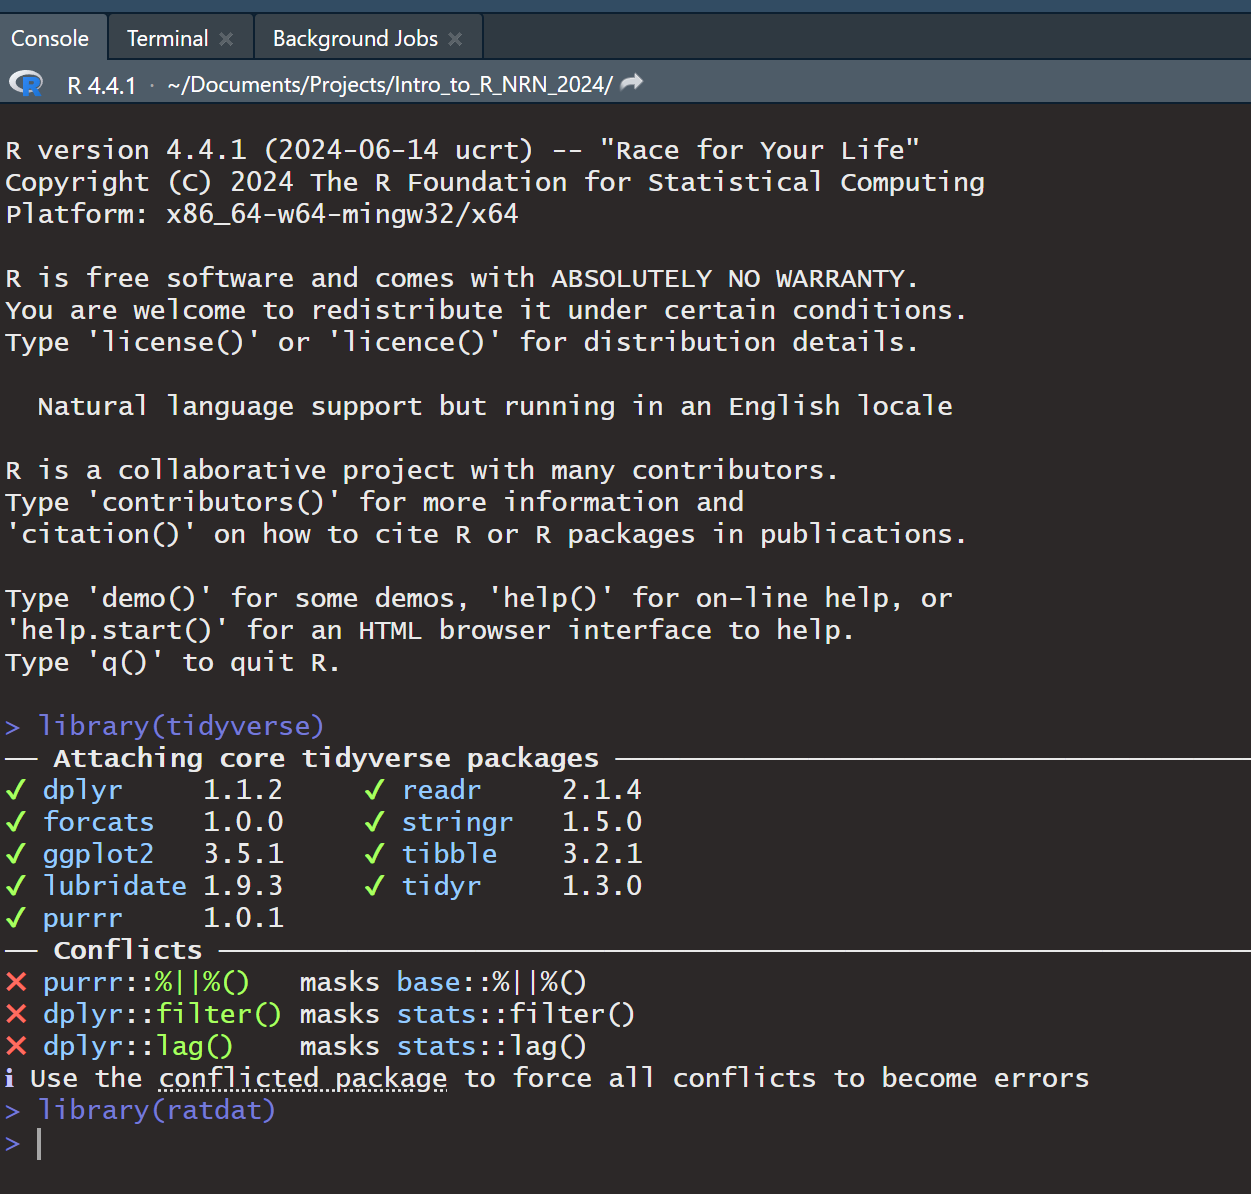 Console Terminal × Background Jobs ×
R R 4.4.1 · ~/Documents/Projects/Intro_to_R_NRN_2024/
R version 4.4.1 (2024-06-14 ucrt) -- "Race for Your Life"
Copyright (C) 2024 The R Foundation for Statistical Computing
Platform: x86_64-w64-mingw32/x64
R is free software and comes with ABSOLUTELY NO WARRANTY.
You are welcome to redistribute it under certain conditions.
Type 'license()' or 'licence()' for distribution details.
Natural language support but running in an English locale
R is a collaborative project with many contributors.
Type 'contributors()' for more information and
'citation()' on how to cite R or R packages in publications.
Type 'demo()' for some demos, 'help()' for on-line help, or
'help.start()' for an HTML browser interface to help.
Type 'q()' to quit R.
> library(tidyverse)
── Attaching core tidyverse packages ──
✔ dplyr 1.1.2 ✔ readr 2.1.4
✔ forcats 1.0.0 ✔ stringr 1.5.0
✔ ggplot2 3.5.1 ✔ tibble 3.2.1
✔ lubridate 1.9.3 ✔ tidyr 1.3.0
✔ purrr 1.0.1
── Conflicts ──
✖ purrr::%||%() masks base::%||%()
✖ dplyr::filter() masks stats::filter()
✖ dplyr::lag() masks stats::lag()
ℹ Use the conflicted package to force all conflicts to become errors
> library(ratdat)
>